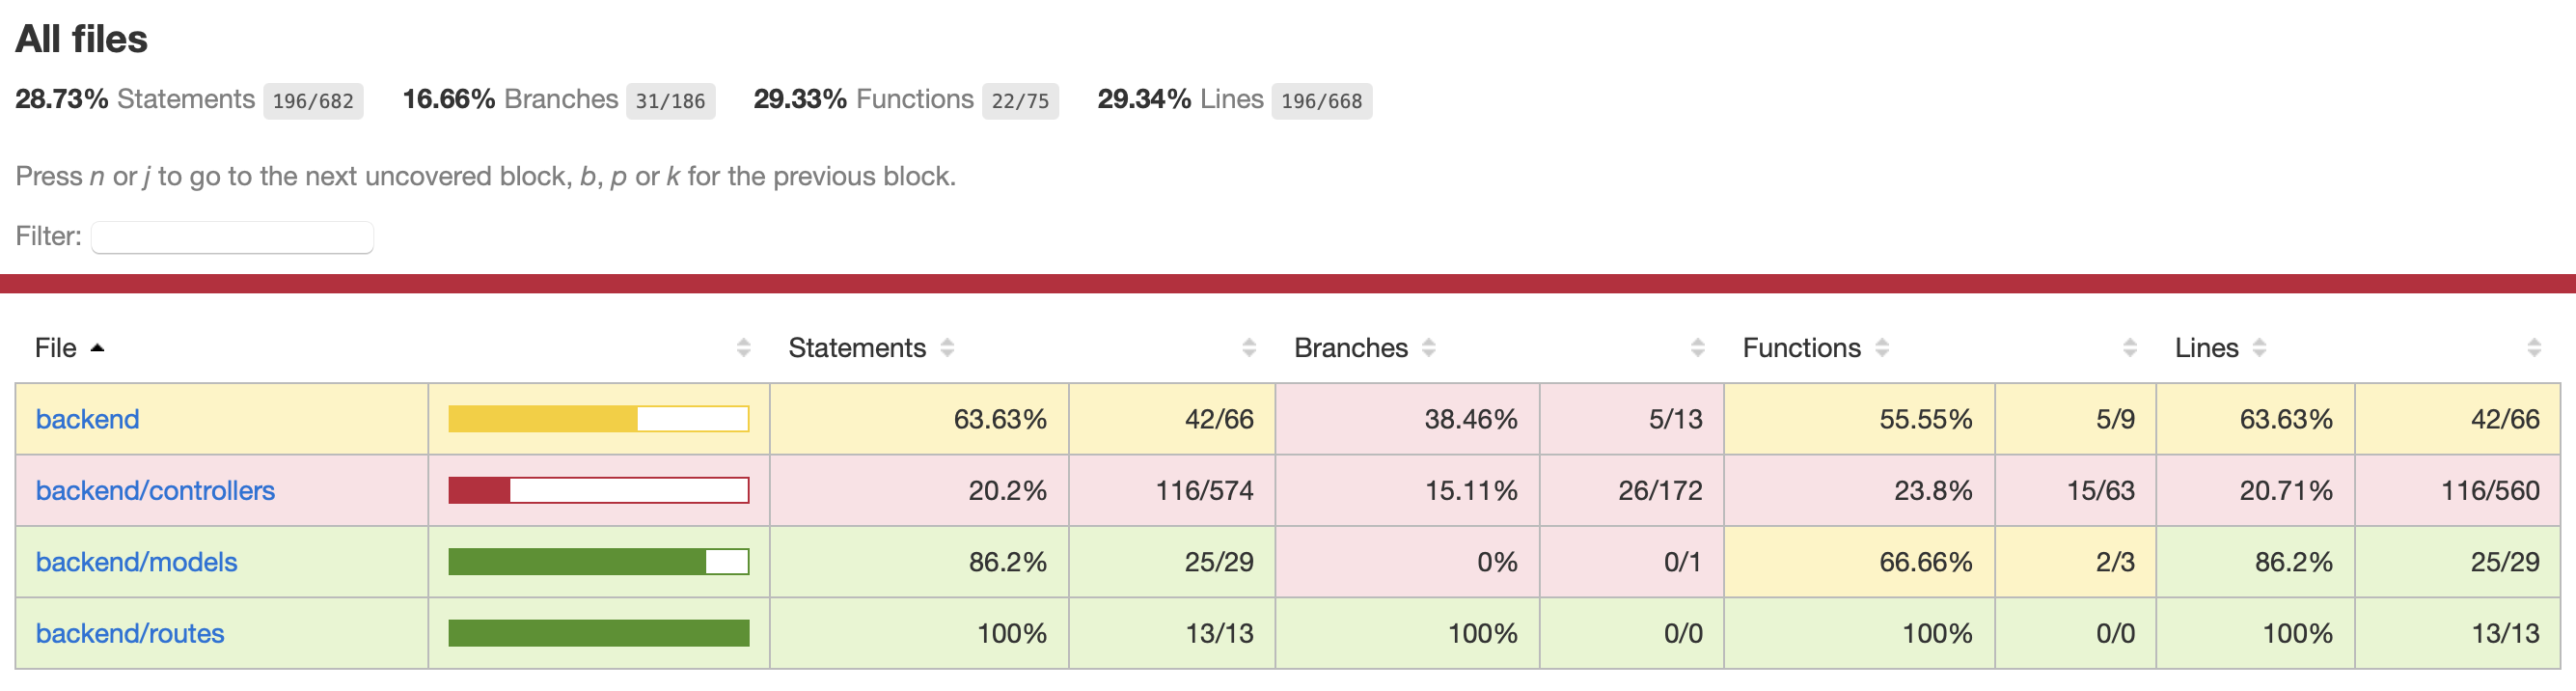 All files
28.73% Statements 196/682 16.66% Branches 31/186 29.33% Functions 22/75 29.34% Lines 196/668
Press n or j to go to the next uncovered block, b, p or k for the previous block.
Filter:
File Statements Branches Functions Lines
backend 63.63% 42/66 38.46% 5/13 55.55% 5/9 63.63% 42/66
backend/controllers 20.2% 116/574 15.11% 26/172 23.8% 15/63 20.71% 116/560
backend/models 86.2% 25/29 0% 0/1 66.66% 2/3 86.2% 25/29
backend/routes 100% 13/13 100% 0/0 100% 0/0 100% 13/13